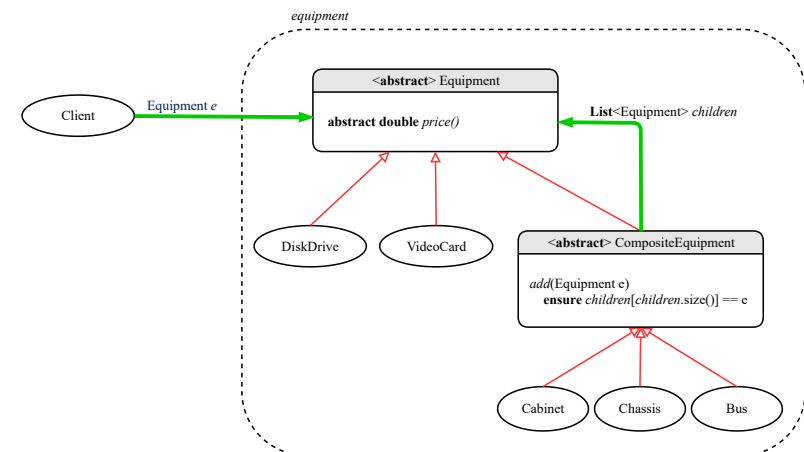 equipment
<abstract> Equipment
Client
Equipment e
abstract double price()
List<Equipment> children
DiskDrive
VideoCard
<abstract> CompositeEquipment
add(Equipment e)
ensure children[children.size()] == e
Cabinet
Chassis
Bus